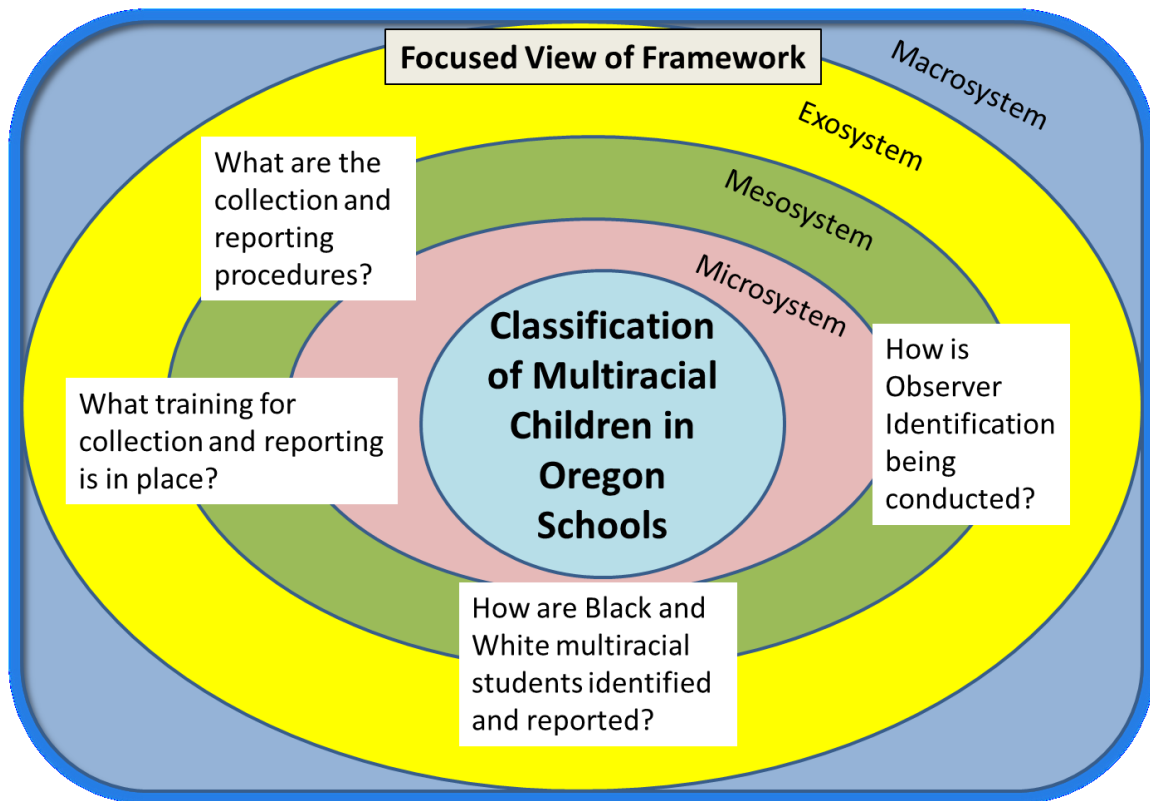 Focused View of Framework
Macrosystem
Exosystem
Mesosystem
Microsystem
What are the
collection and
reporting
procedures?
What training for
collection and reporting
is in place?
Classification
of Multiracial
Children in
Oregon
Schools
How is
Observer
Identification
being
conducted?
How are Black and
White multiracial
students identified
and reported?